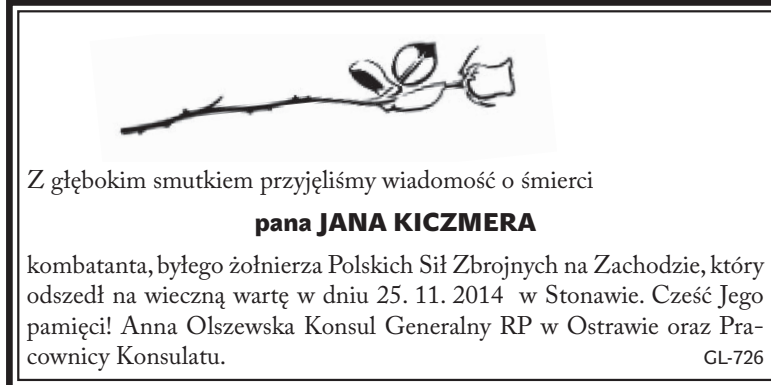 Z głębokim smutkiem przyjęliśmy wiadomość o śmierci
pana JANA KICZMERA
kombatanta, byłego żołnierza Polskich Sił Zbrojnych na Zachodzie, który
odszedł na wieczną wartę w dniu 25. 11. 2014 w Stonawie. Cześć Jego
pamięci! Anna Olszewska Konsul Generalny RP w Ostrawie oraz Pra-
cownicy Konsulatu. GL-726